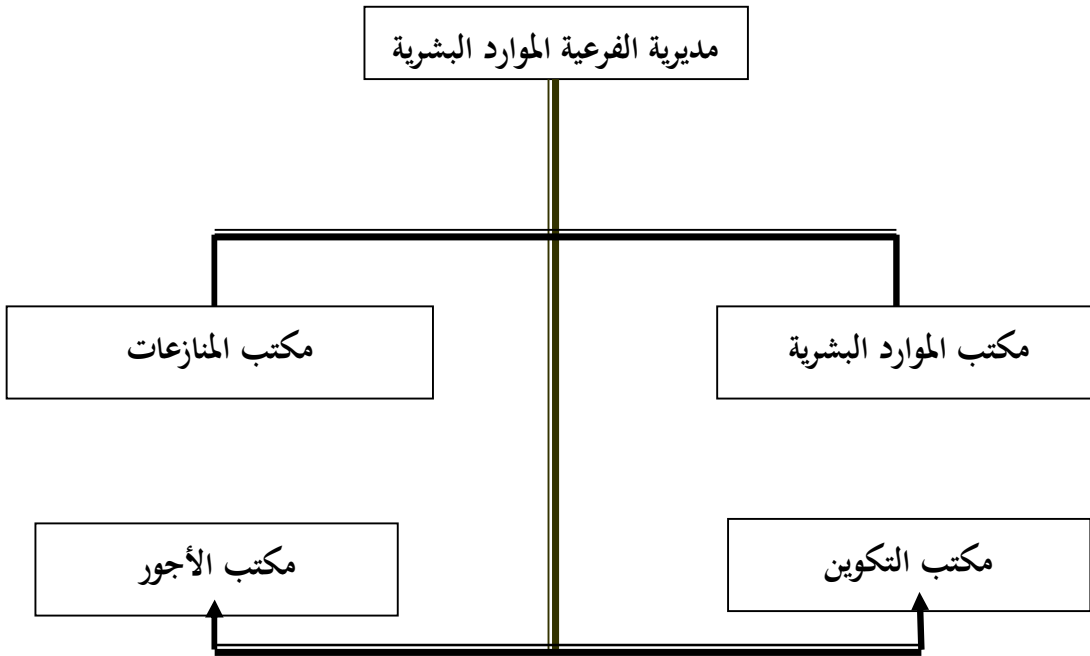 مديرية الفرعية الموارد البشرية
مكتب الموارد البشرية
مكتب المنازعات
مكتب التكوين
مكتب الأجور